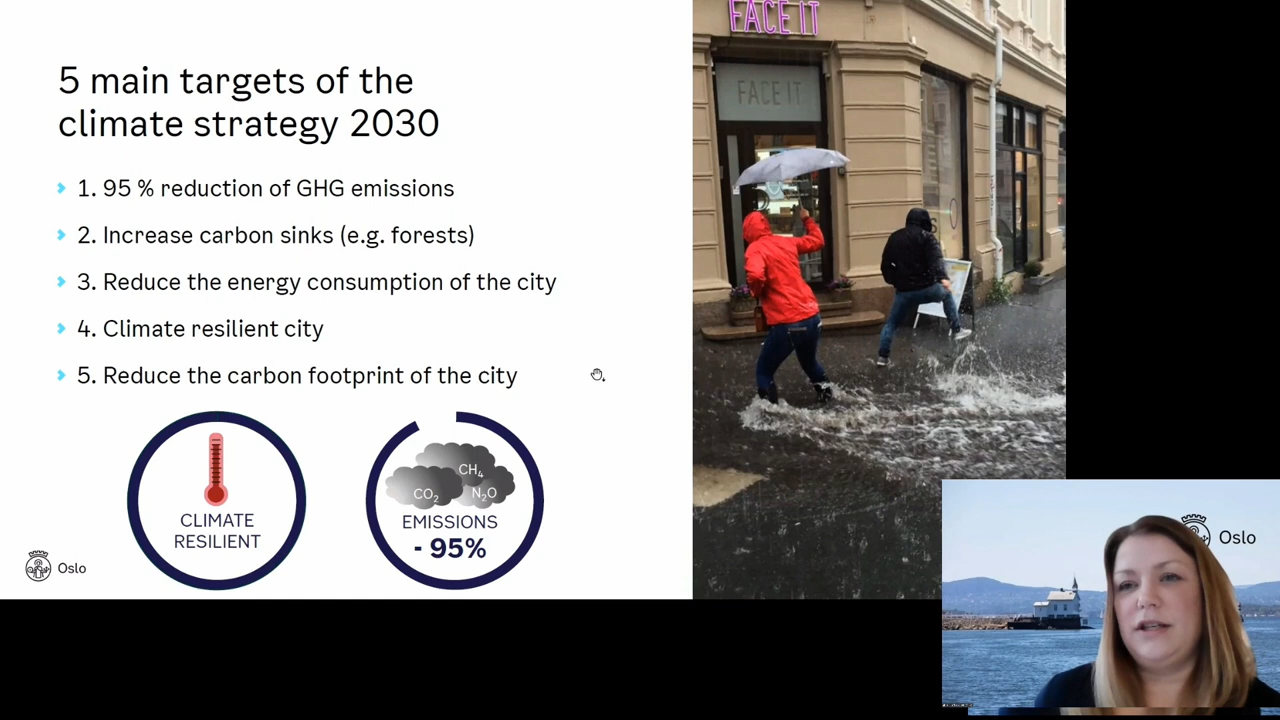 5 main targets of the
climate strategy 2030
1. 95 % reduction of GHG emissions
2. Increase carbon sinks (e.g. forests)
3. Reduce the energy consumption of the city
4. Climate resilient city
5. Reduce the carbon footprint of the city
CLIMATE
RESILIENT
CH₄
CO₂
N₂O
EMISSIONS
- 95%
Oslo
FACE IT
FACE IT
Oslo